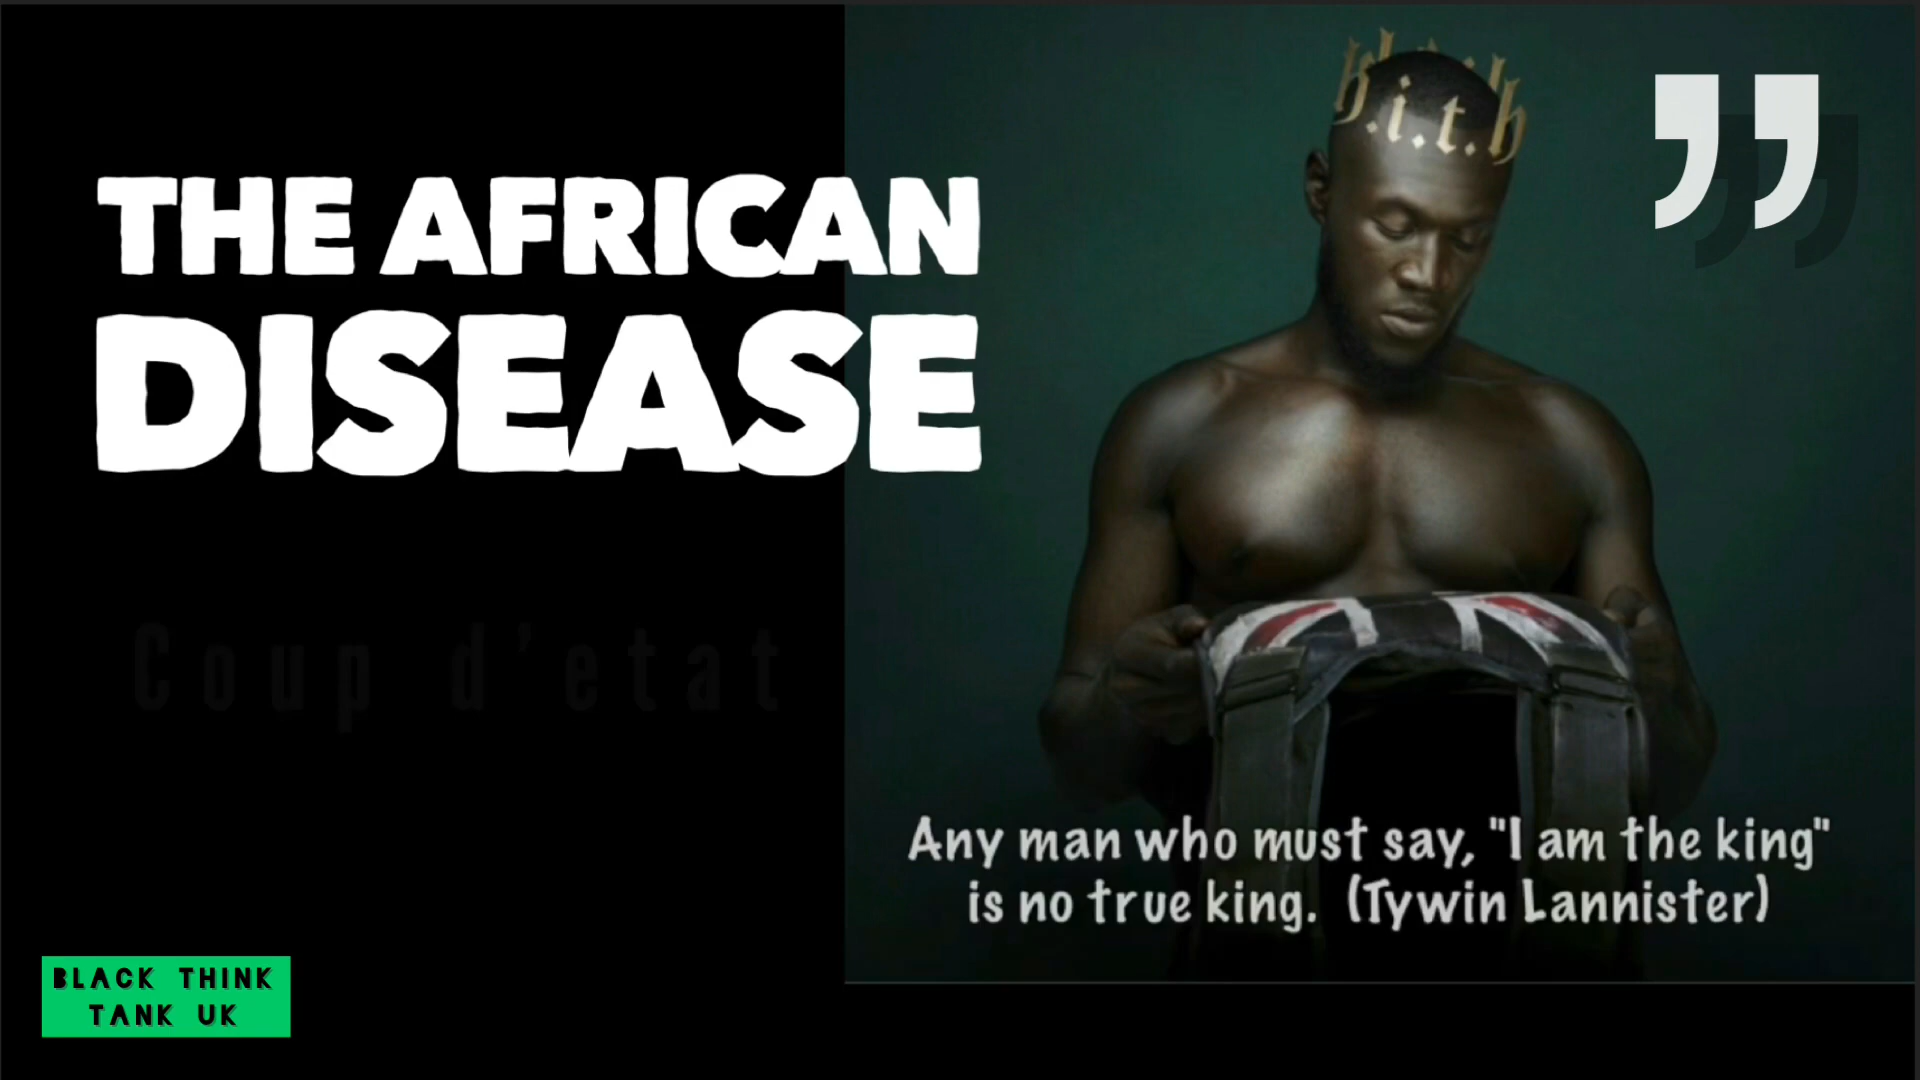 THE AFRICAN
DISEASE
Coup d'etat
H.i.t.h
Any man who must say, "I am the king"
is no true king. (Tywin Lannister)
BLACK THINK
TANK UK